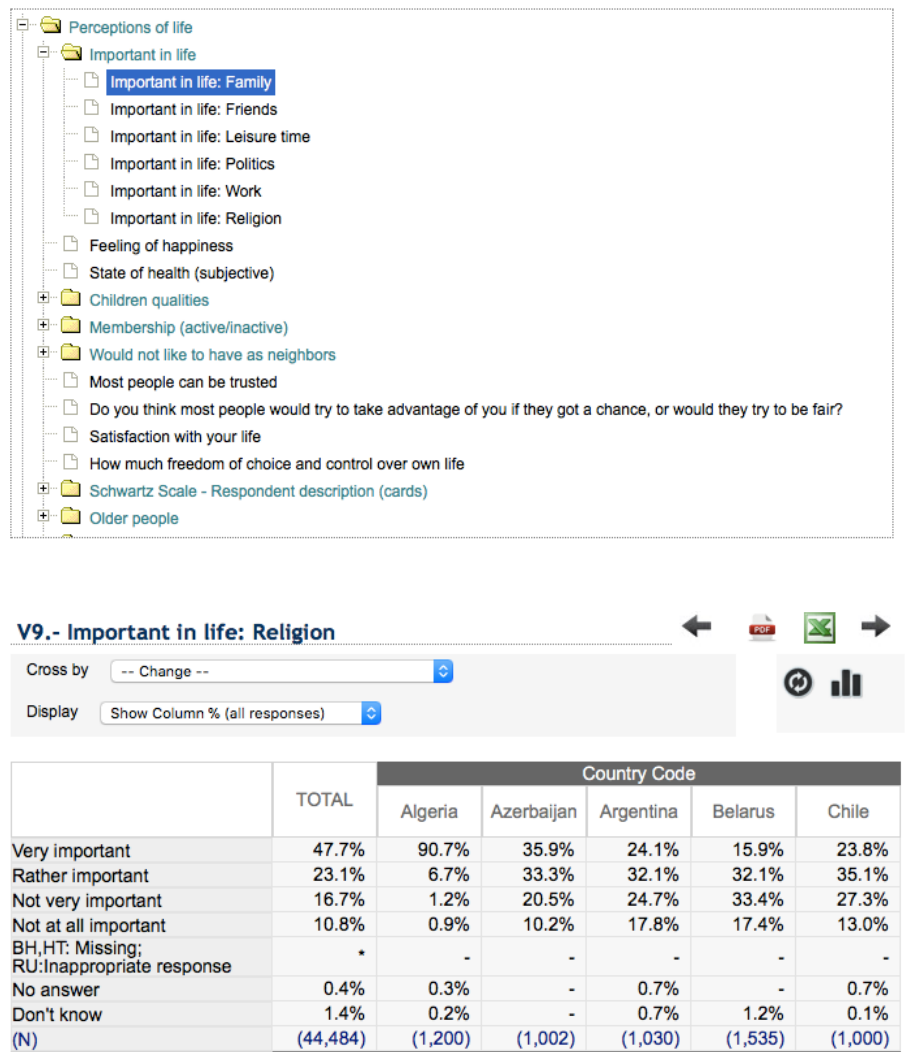 Perceptions of life
Important in life
Important in life: Family
Important in life: Friends
Important in life: Leisure time
Important in life: Politics
Important in life: Work
Important in life: Religion
Feeling of happiness
State of health (subjective)
Children qualities
Membership (active/inactive)
Would not like to have as neighbors
Most people can be trusted
Do you think most people would try to take advantage of you if they got a chance, or would they try to be fair?
Satisfaction with your life
How much freedom of choice and control over own life
Schwartz Scale - Respondent description (cards)
Older people
V9.- Important in life: Religion
PDF
Cross by -- Change --
Display Show Column % (all responses)
Country Code
TOTAL Algeria Azerbaijan Argentina Belarus Chile
Very important 47.7% 90.7% 35.9% 24.1% 15.9% 23.8%
Rather important 23.1% 6.7% 33.3% 32.1% 32.1% 35.1%
Not very important 16.7% 1.2% 20.5% 24.7% 33.4% 27.3%
Not at all important 10.8% 0.9% 10.2% 17.8% 17.4% 13.0%
BH,HT: Missing;
RU:Inappropriate response * - - - - -
No answer 0.4% 0.3% - 0.7% - 0.7%
Don't know 1.4% 0.2% - 0.7% 1.2% 0.1%
(N) (44,484) (1,200) (1,002) (1,030) (1,535) (1,000)